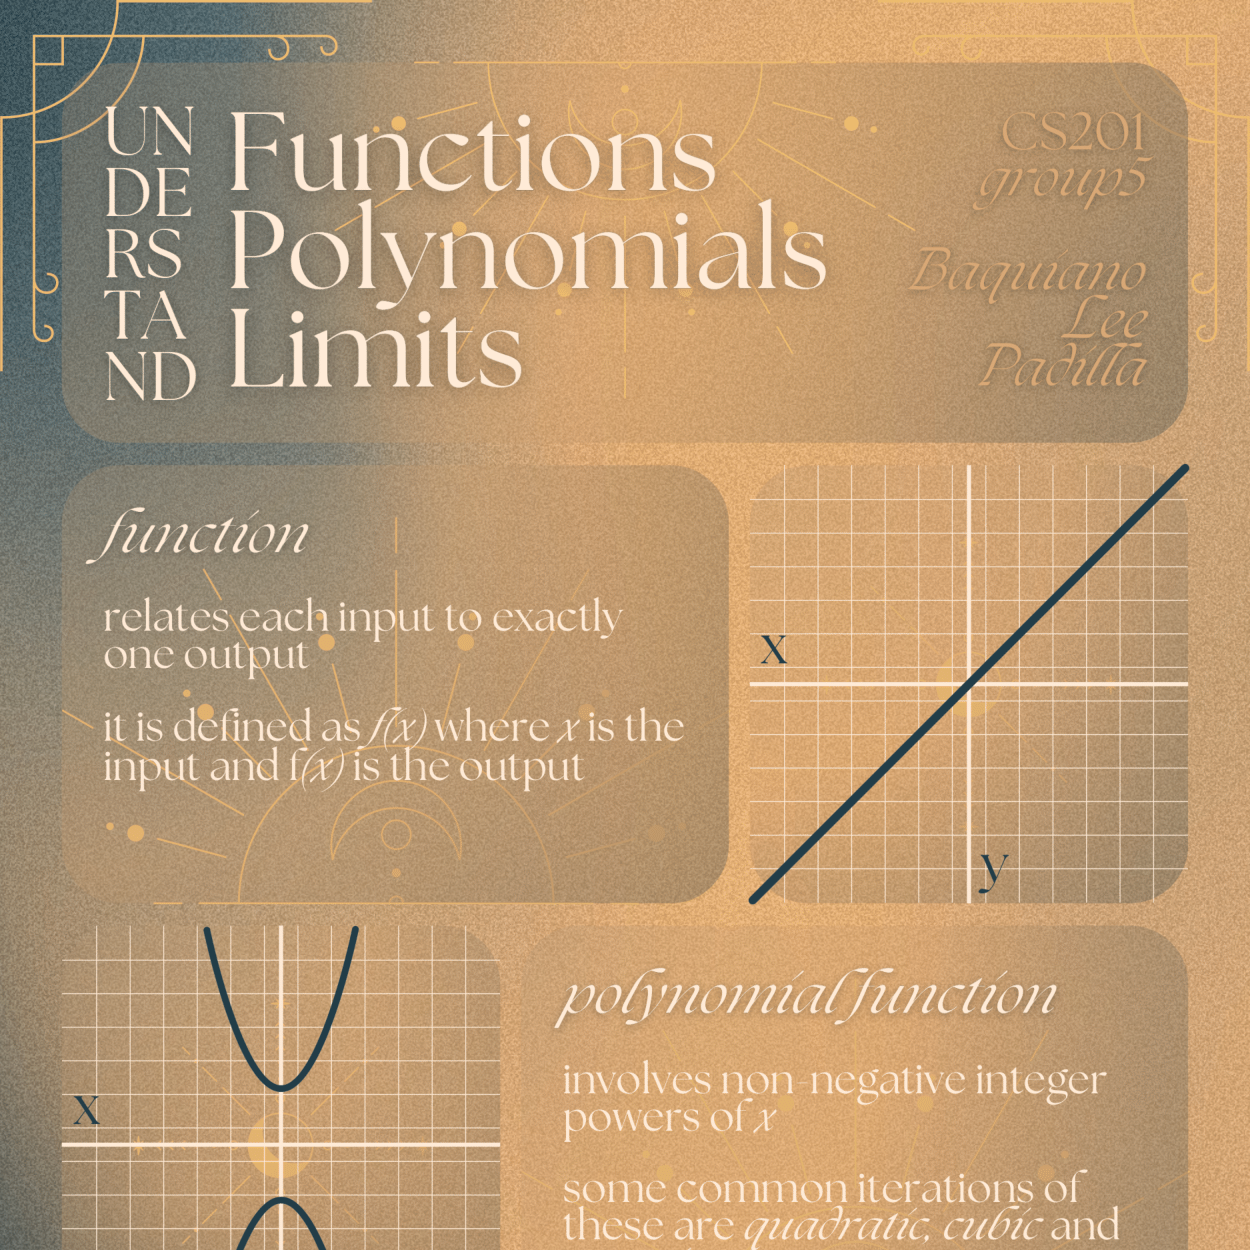 UN
DE
RS
TA
ND
Functions
Polynomials
Limits
CS201
group5
Baquiano
Lee
Padilla
function
relates each input to exactly
one output
it is defined as f(x) where x is the
input and f(x) is the output
x
y
x
polynomial function
involves non-negative integer
powers of x
some common iterations of
these are quadratic, cubic and